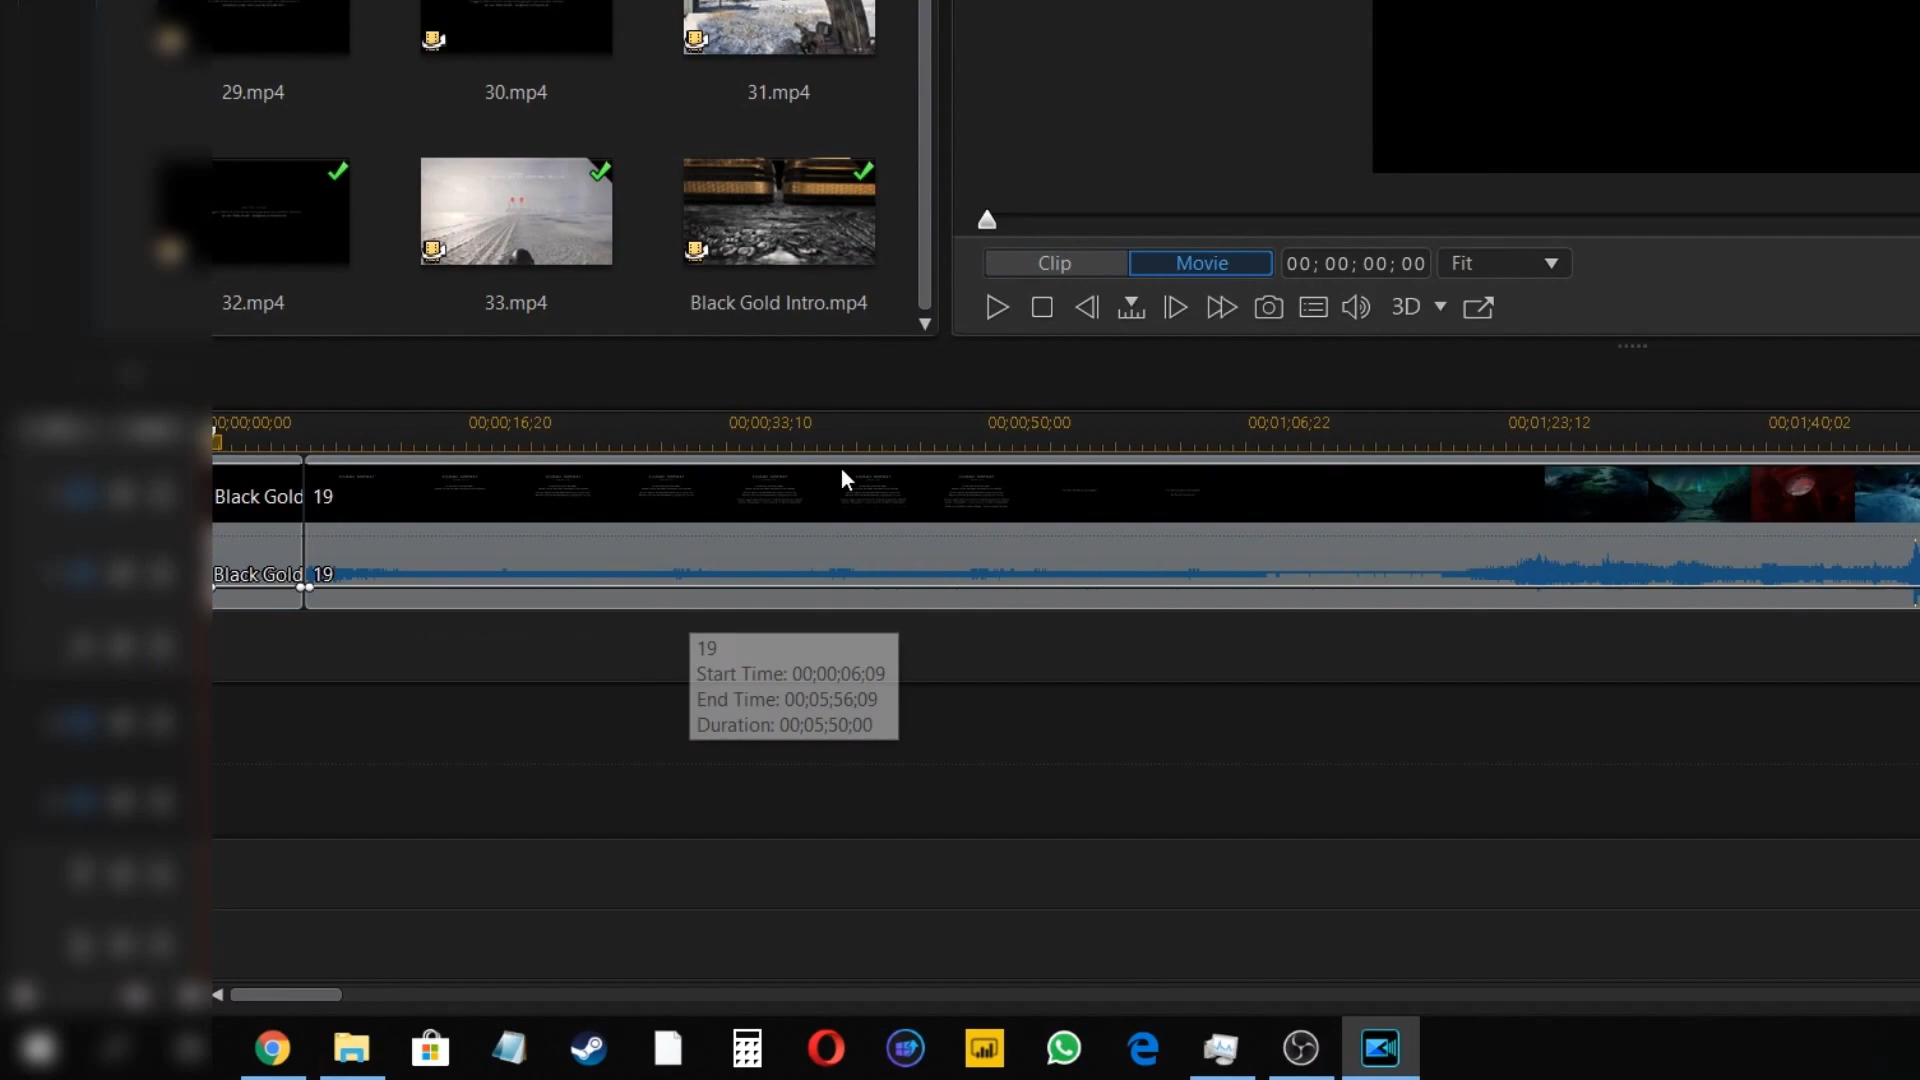 29.mp4
30.mp4
31.mp4
32.mp4
33.mp4
Black Gold Intro.mp4
Clip
Movie
00; 00; 00; 00
Fit
3D
00;00;00;00
00;00;16;20
00;00;33;10
00;00;50;00
00;01;06;22
00;01;23;12
00;01;40;02
Black Gold
19
Black Gold
19
19
Start Time: 00;00;06;09
End Time: 00;05;56;09
Duration: 00;05;50;00